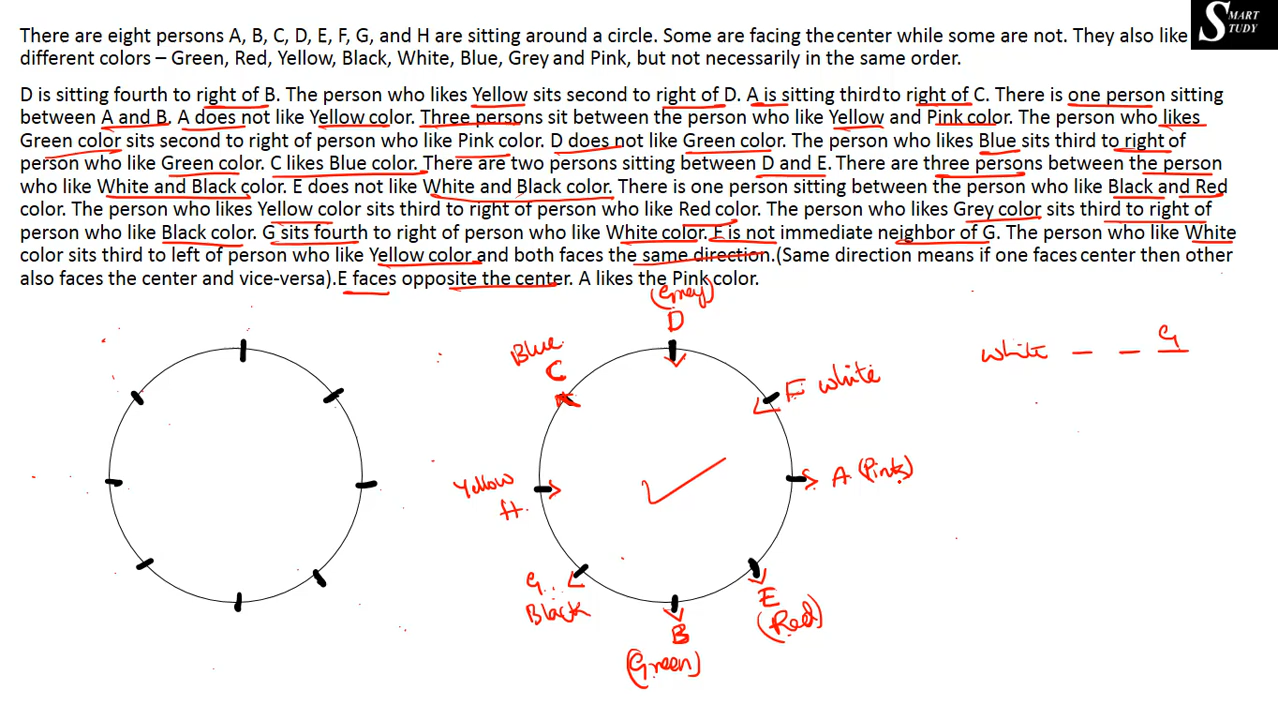 SMART
STUDY
There are eight persons A, B, C, D, E, F, G, and H are sitting around a circle. Some are facing the center while some are not. They also like
different colors – Green, Red, Yellow, Black, White, Blue, Grey and Pink, but not necessarily in the same order.
D is sitting fourth to right of B. The person who likes Yellow sits second to right of D. A is sitting third to right of C. There is one person sitting
between A and B. A does not like Yellow color. Three persons sit between the person who like Yellow and Pink color. The person who likes
Green color sits second to right of person who like Pink color. D does not like Green color. The person who likes Blue sits third to right of
person who like Green color. C likes Blue color. There are two persons sitting between D and E. There are three persons between the person
who like White and Black color. E does not like White and Black color. There is one person sitting between the person who like Black and Red
color. The person who likes Yellow color sits third to right of person who like Red color. The person who likes Grey color sits third to right of
person who like Black color. G sits fourth to right of person who like White color. E is not immediate neighbor of G. The person who like White
color sits third to left of person who like Yellow color and both faces the same direction.(Same direction means if one faces center then other
also faces the center and vice-versa).E faces opposite the center. A likes the Pink color.
(Grey)
D
White _ _ G
Blue
C
F White
Yellow
H.
A (Pink)
G
Black
E
(Red)
B
(Green)